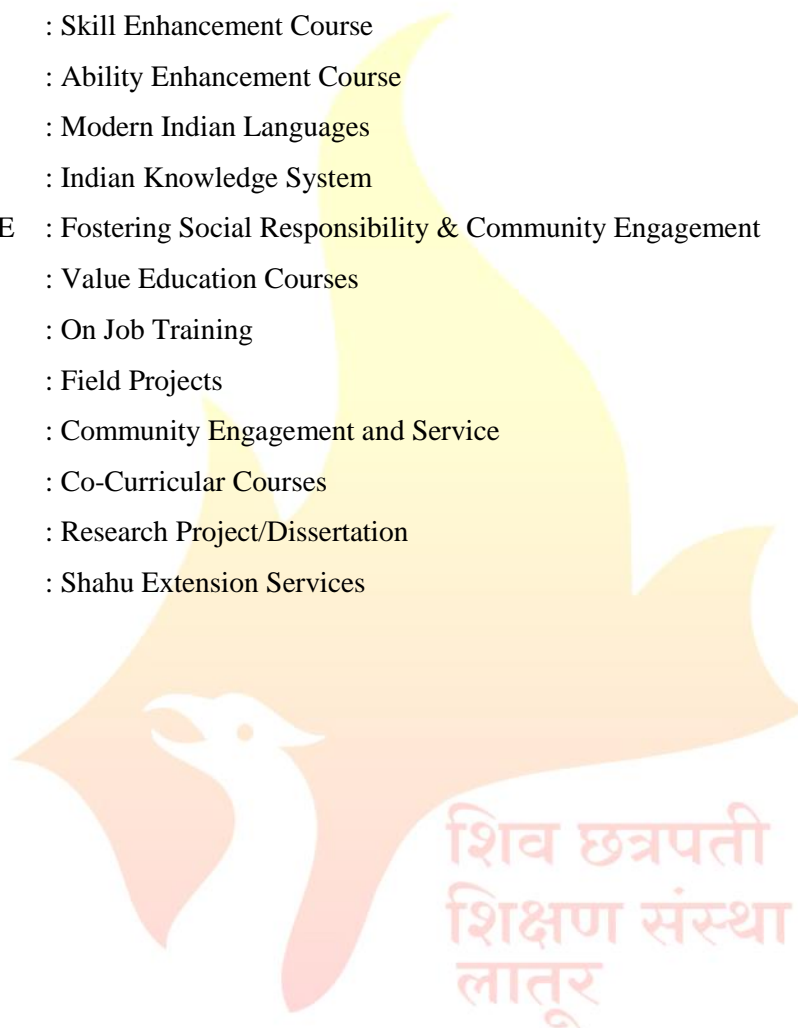 : Skill Enhancement Course
: Ability Enhancement Course
: Modern Indian Languages
: Indian Knowledge System
E : Fostering Social Responsibility & Community Engagement
: Value Education Courses
: On Job Training
: Field Projects
: Community Engagement and Service
: Co-Curricular Courses
: Research Project/Dissertation
: Shahu Extension Services
शिव छत्रपती
शिक्षण संस्था
लातूर